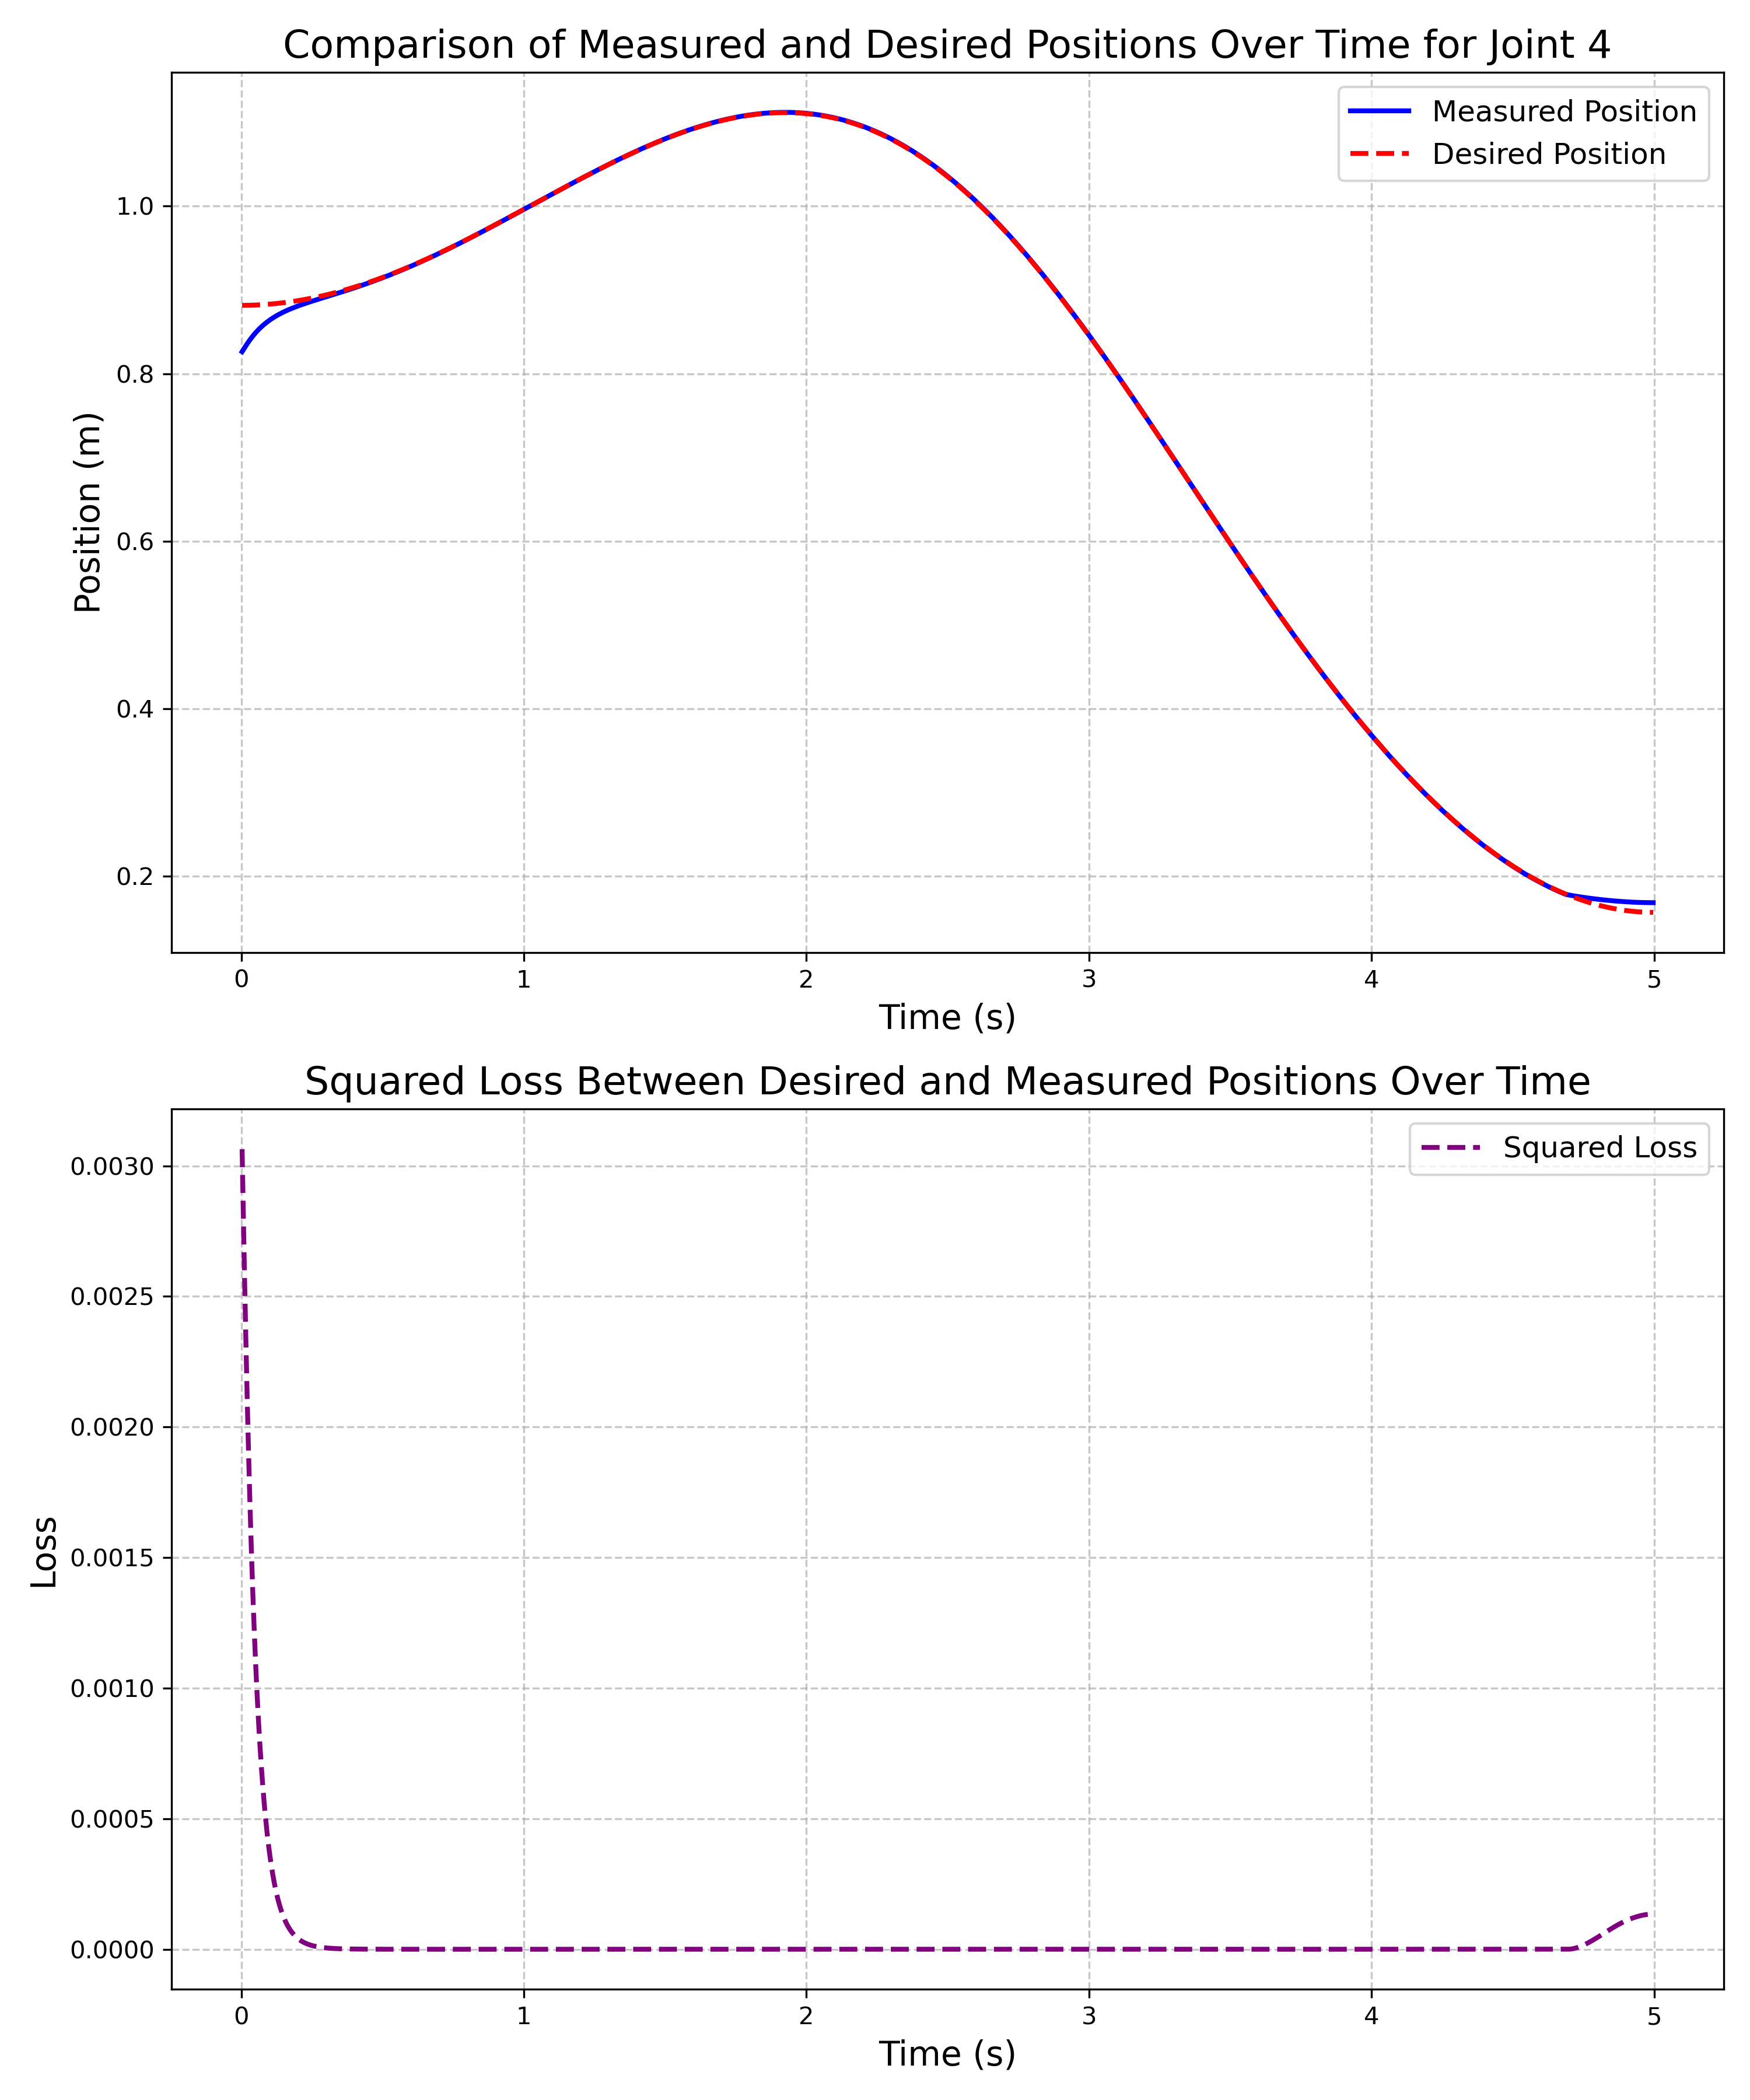 Comparison of Measured and Desired Positions Over Time for Joint 4
Measured Position
Desired Position
Position (m)
1.0
0.8
0.6
0.4
0.2
0 1 2 3 4 5
Time (s)
Squared Loss Between Desired and Measured Positions Over Time
Squared Loss
Loss
0.0030
0.0025
0.0020
0.0015
0.0010
0.0005
0.0000
0 1 2 3 4 5
Time (s)